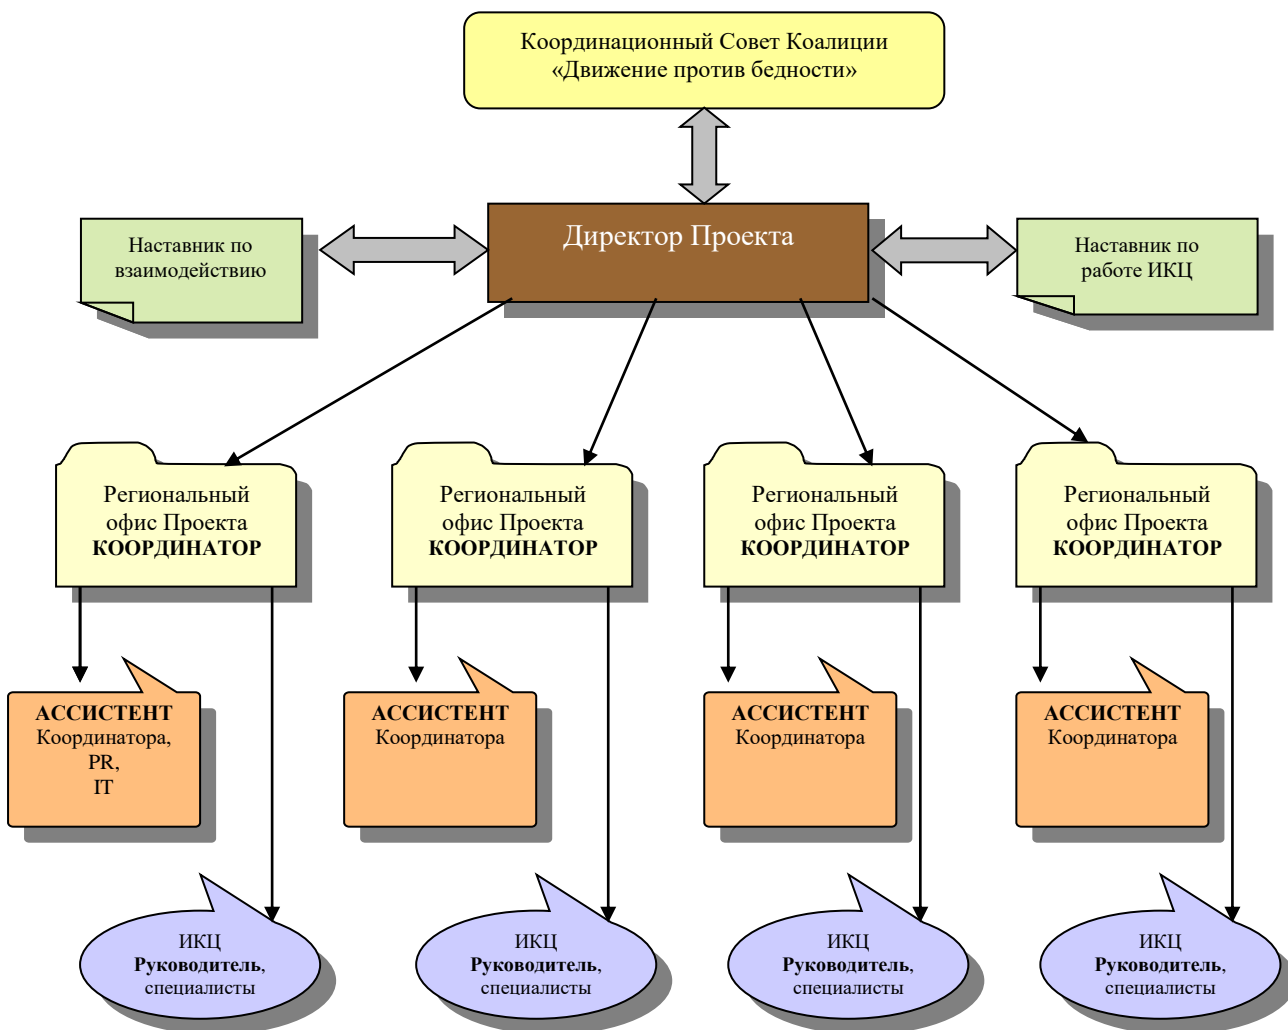 Координационный Совет Коалиции
«Движение против бедности»
Директор Проекта
Наставник по
взаимодействию
Наставник по
работе ИКЦ
Региональный
офис Проекта
КООРДИНАТОР
Региональный
офис Проекта
КООРДИНАТОР
Региональный
офис Проекта
КООРДИНАТОР
Региональный
офис Проекта
КООРДИНАТОР
АССИСТЕНТ
Координатора,
PR,
IT
АССИСТЕНТ
Координатора
АССИСТЕНТ
Координатора
АССИСТЕНТ
Координатора
ИКЦ
Руководитель,
специалисты
ИКЦ
Руководитель,
специалисты
ИКЦ
Руководитель,
специалисты
ИКЦ
Руководитель,
специалисты